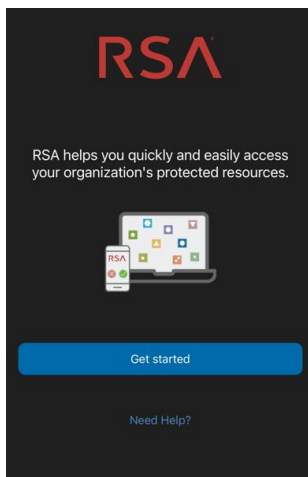 RSA
RSA helps you quickly and easily access
your organization's protected resources.
RSA
Get started
Need Help?